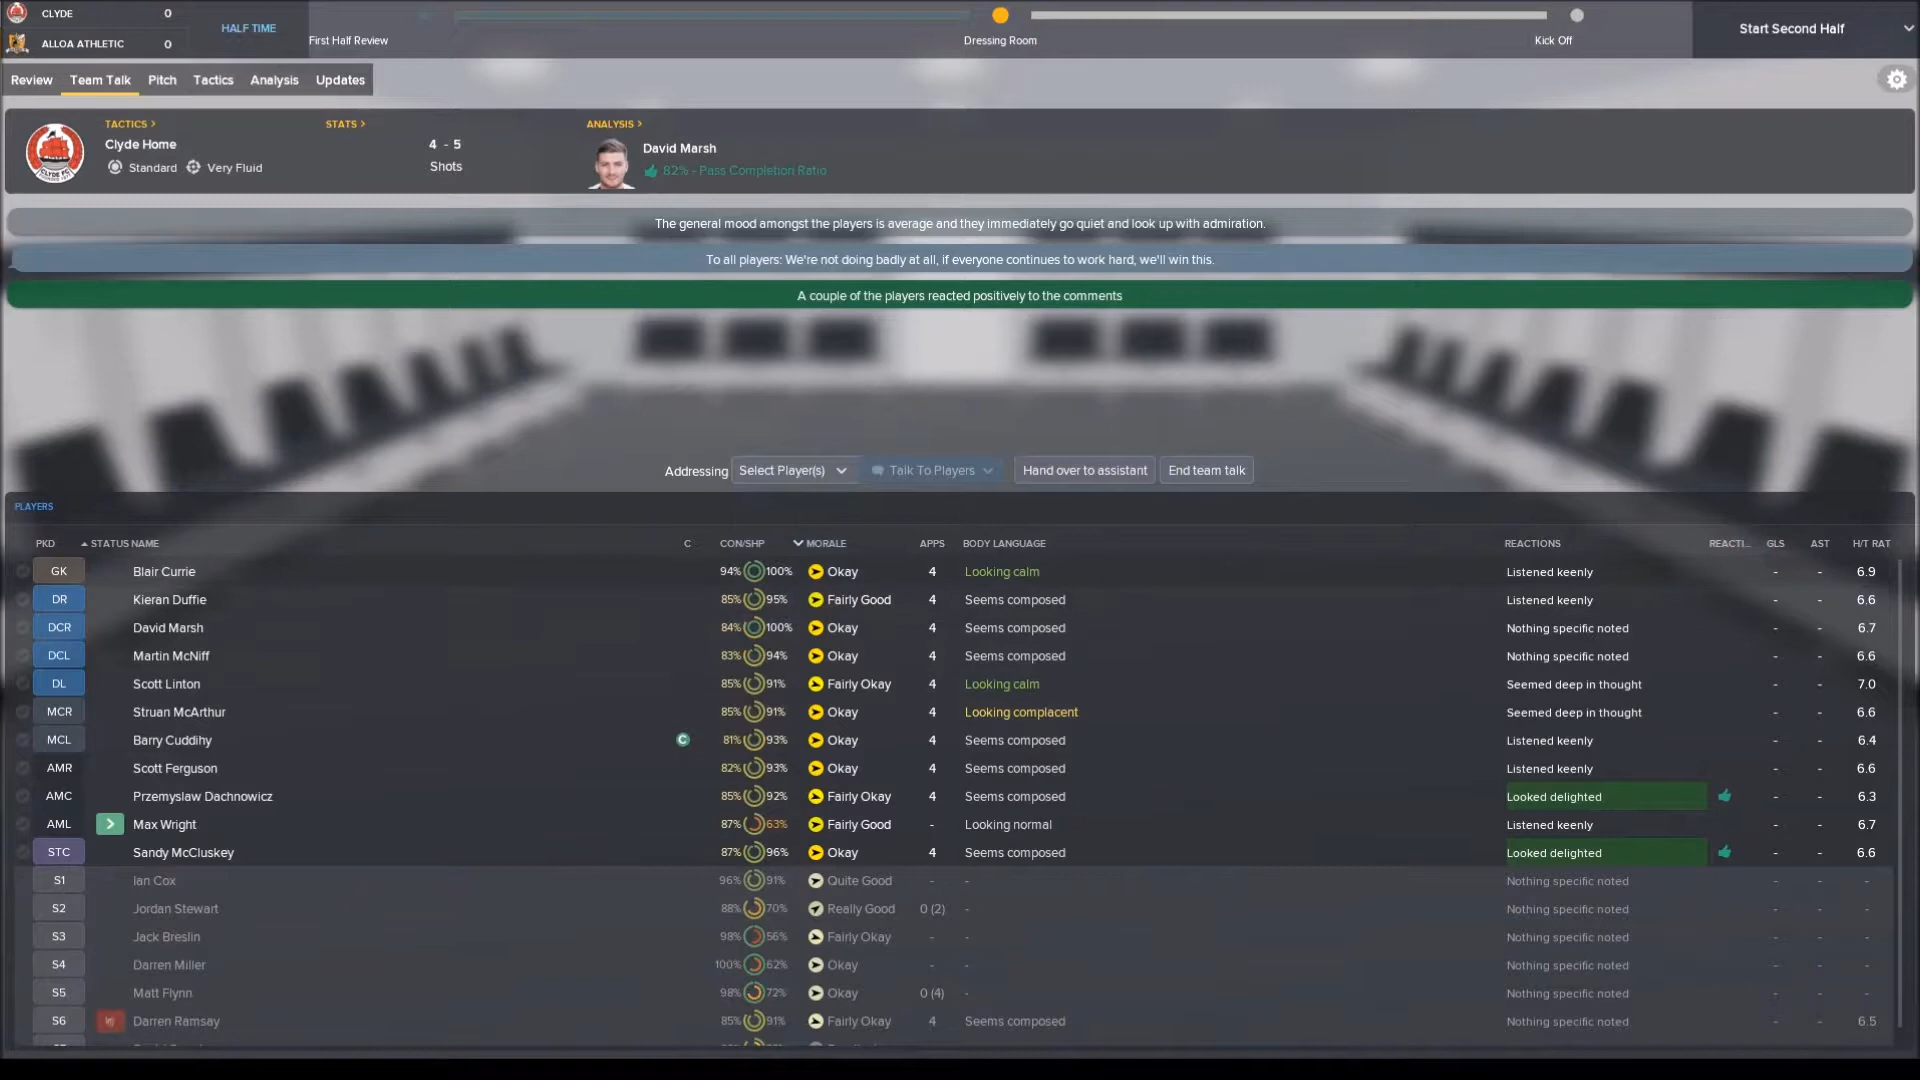 CLYDE 0
HALF TIME
ALLOA ATHLETIC 0
First Half Review
Dressing Room
Kick Off
Start Second Half
Review Team Talk Pitch Tactics Analysis Updates
TACTICS > STATS > ANALYSIS >
Clyde Home 4 - 5 David Marsh
Standard Very Fluid Shots 82% - Pass Completion Ratio
CLYDE FC
The general mood amongst the players is average and they immediately go quiet and look up with admiration.
To all players: We're not doing badly at all, if everyone continues to work hard, we'll win this.
A couple of the players reacted positively to the comments
Addressing Select Player(s) Talk To Players Hand over to assistant End team talk
PLAYERS
PKD STATUS NAME C CON/SHP MORALE APPS BODY LANGUAGE REACTIONS REACTI... GLS AST H/T RAT
GK Blair Currie 94% 100% Okay 4 Looking calm Listened keenly - - 6.9
DR Kieran Duffie 85% 95% Fairly Good 4 Seems composed Listened keenly - - 6.6
DCR David Marsh 84% 100% Okay 4 Seems composed Nothing specific noted - - 6.7
DCL Martin McNiff 83% 94% Okay 4 Seems composed Nothing specific noted - - 6.6
DL Scott Linton 85% 91% Fairly Okay 4 Looking calm Seemed deep in thought - - 7.0
MCR Struan McArthur 85% 91% Okay 4 Looking complacent Seemed deep in thought - - 6.6
MCL Barry Cuddihy C 81% 93% Okay 4 Seems composed Listened keenly - - 6.4
AMR Scott Ferguson 82% 93% Okay 4 Seems composed Listened keenly - - 6.6
AMC Przemyslaw Dachnowicz 85% 92% Fairly Okay 4 Seems composed Looked delighted - - 6.3
AML Max Wright 87% 63% Fairly Good - Looking normal Listened keenly - - 6.7
STC Sandy McCluskey 87% 96% Okay 4 Seems composed Looked delighted - - 6.6
S1 Ian Cox 96% 91% Quite Good - - Nothing specific noted - - -
S2 Jordan Stewart 88% 70% Really Good 0 (2) - Nothing specific noted - - -
S3 Jack Breslin 98% 56% Fairly Okay - - Nothing specific noted - - -
S4 Darren Miller 100% 62% Okay - - Nothing specific noted - - -
S5 Matt Flynn 98% 72% Okay 0 (4) - Nothing specific noted - - -
S6 Darren Ramsay 85% 91% Fairly Okay 4 Seems composed Nothing specific noted - - 6.5